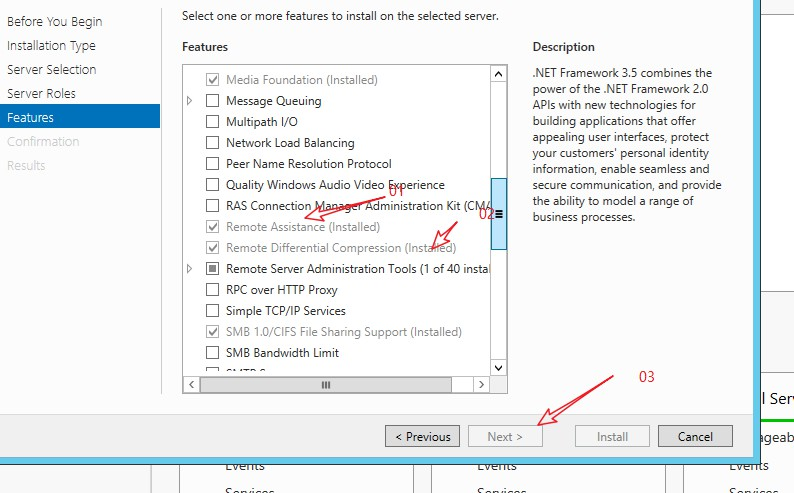 Select one or more features to install on the selected server.
Before You Begin
Installation Type
Server Selection
Server Roles
Features
Confirmation
Results
Features
Media Foundation (Installed)
Message Queuing
Multipath I/O
Network Load Balancing
Peer Name Resolution Protocol
Quality Windows Audio Video Experience
01
RAS Connection Manager Administration Kit (CMA
02
Remote Assistance (Installed)
Remote Differential Compression (Installed)
Remote Server Administration Tools (1 of 40 instal
RPC over HTTP Proxy
Simple TCP/IP Services
SMB 1.0/CIFS File Sharing Support (Installed)
SMB Bandwidth Limit
Description
.NET Framework 3.5 combines the
power of the .NET Framework 2.0
APIs with new technologies for
building applications that offer
appealing user interfaces, protect
your customers' personal identity
information, enable seamless and
secure communication, and provide
the ability to model a range of
business processes.
03
< Previous
Next >
Install
Cancel
l Serv
ageab
Events
Events
Events
Services
Services
Services